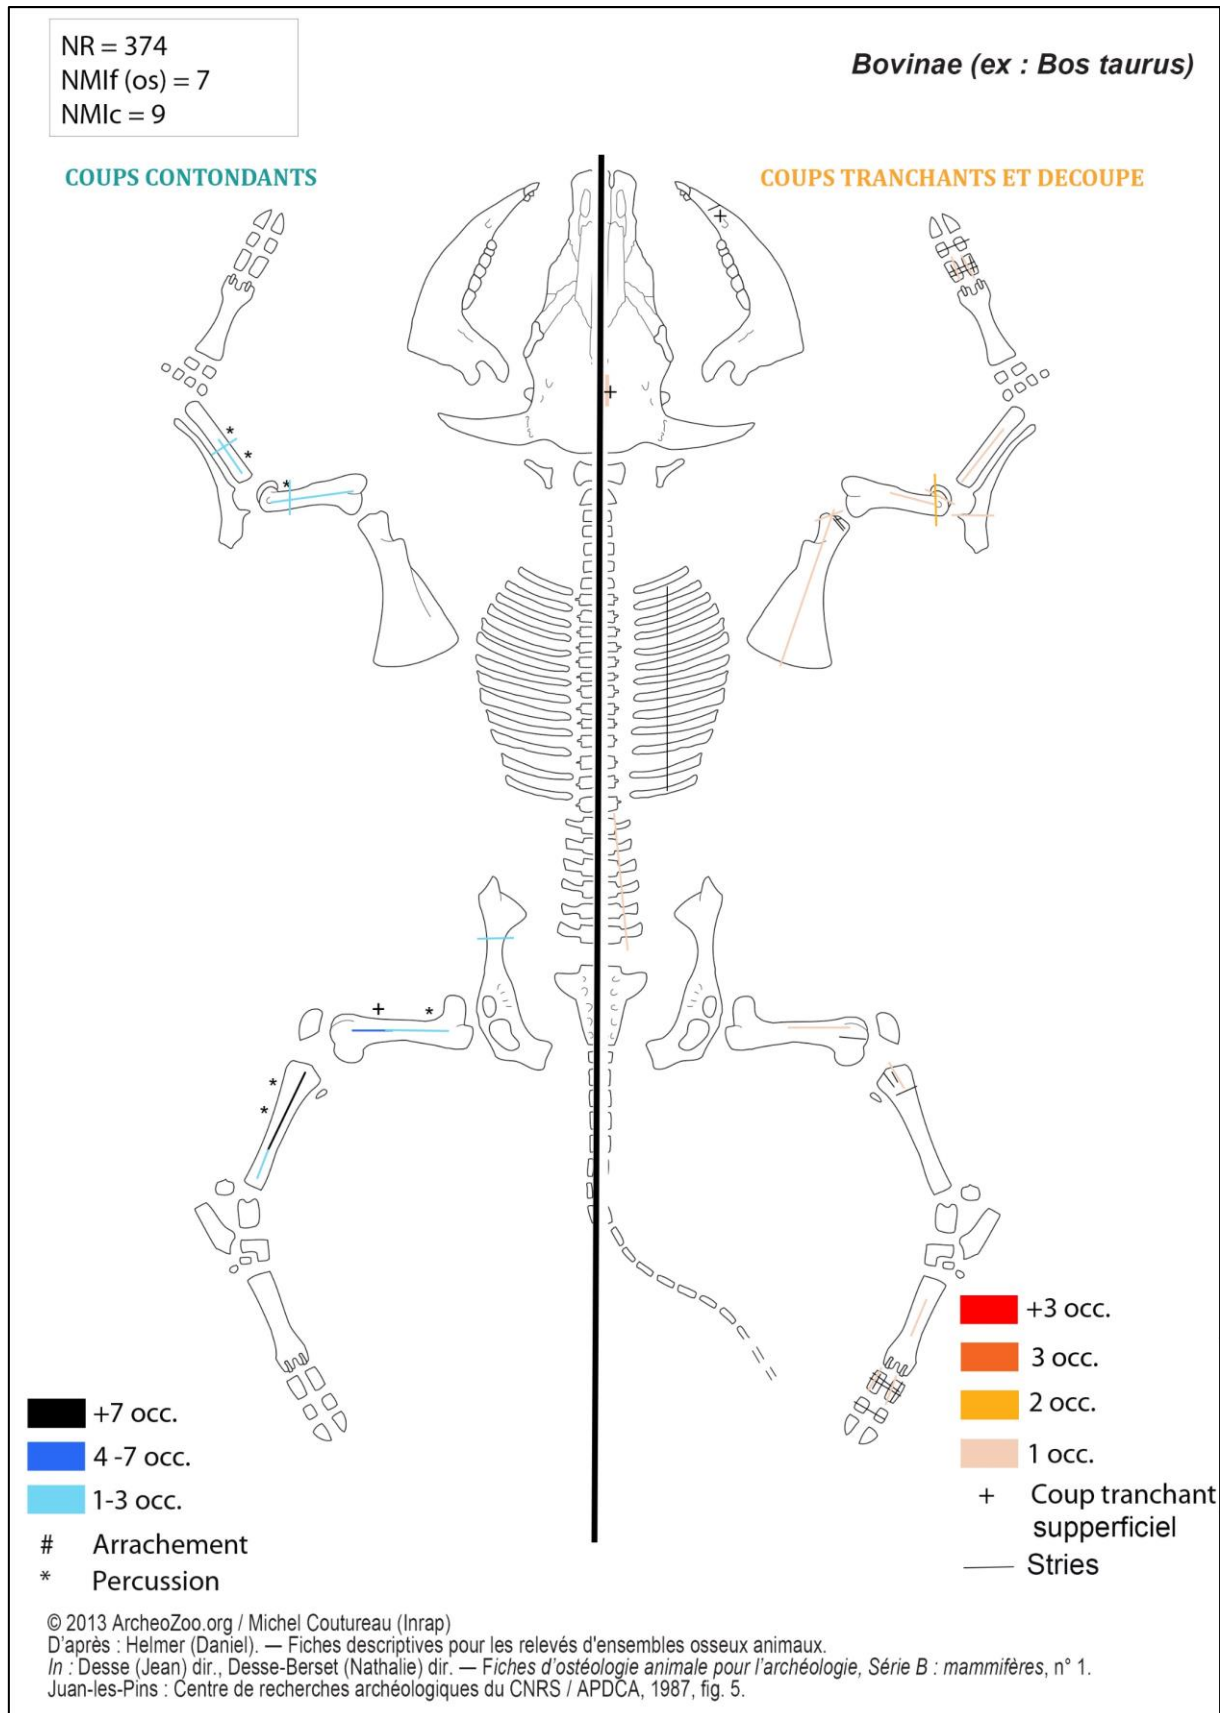 NR = 374
NMIf (os) = 7
NMIc = 9
Bovinae (ex : Bos taurus)
COUPS CONTONDANTS
COUPS TRANCHANTS ET DECOUPE
+7 occ.
4 -7 occ.
1-3 occ.
# Arrachement
* Percussion
+3 occ.
3 occ.
2 occ.
1 occ.
+ Coup tranchant
supperficiel
Stries
© 2013 ArcheoZoo.org / Michel Coutureau (Inrap)
D'après : Helmer (Daniel). — Fiches descriptives pour les relevés d'ensembles osseux animaux.
In : Desse (Jean) dir., Desse-Berset (Nathalie) dir. — Fiches d'ostéologie animale pour l'archéologie, Série B : mammifères, n° 1.
Juan-les-Pins : Centre de recherches archéologiques du CNRS / APDCA, 1987, fig. 5.